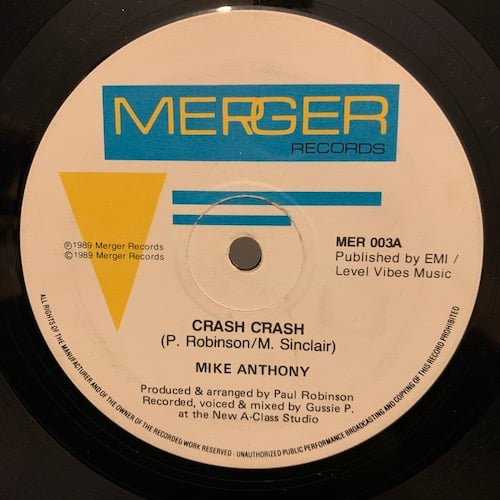 MERGER
RECORDS
℗1989 Merger Records
©1989 Merger Records
MER 003A
Published by EMI /
Level Vibes Music
CRASH CRASH
(P. Robinson/M. Sinclair)
MIKE ANTHONY
Produced & arranged by Paul Robinson
Recorded, voiced & mixed by Gussie P.
at the New A-Class Studio
ALL RIGHTS OF THE MANUFACTURER AND OF THE OWNER OF THE RECORDED WORK RESERVED - UNAUTHORIZED PUBLIC PERFORMANCE BROADCASTING AND COPYING OF THIS RECORD PROHIBITED